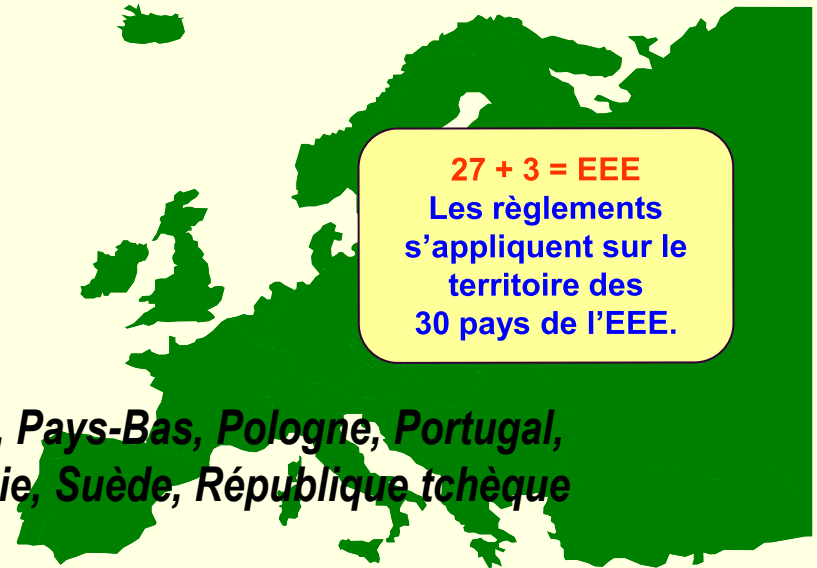 27 + 3 = EEE
Les règlements
s’appliquent sur le
territoire des
30 pays de l’EEE.
, Pays-Bas, Pologne, Portugal,
ie, Suède, République tchèque